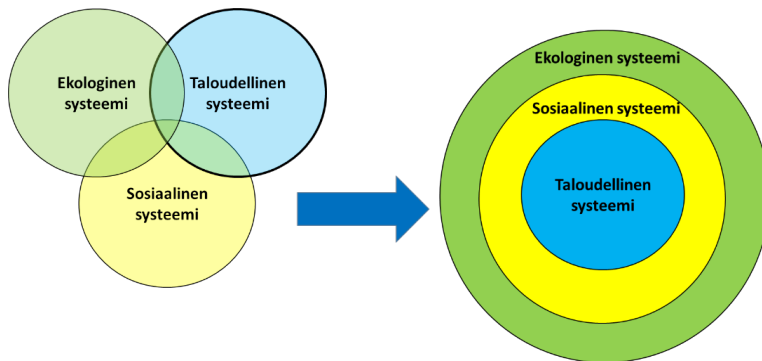 Ekologinen
systeemi
Taloudellinen
systeemi
Sosiaalinen
systeemi
Ekologinen systeemi
Sosiaalinen systeemi
Taloudellinen
systeemi